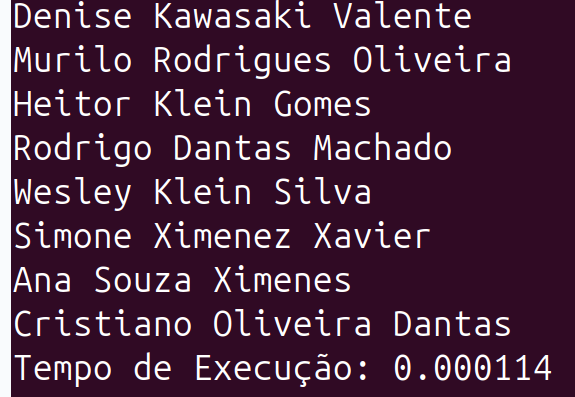 Denise Kawasaki Valente
Murilo Rodrigues Oliveira
Heitor Klein Gomes
Rodrigo Dantas Machado
Wesley Klein Silva
Simone Ximenez Xavier
Ana Souza Ximenes
Cristiano Oliveira Dantas
Tempo de Execução: 0.000114